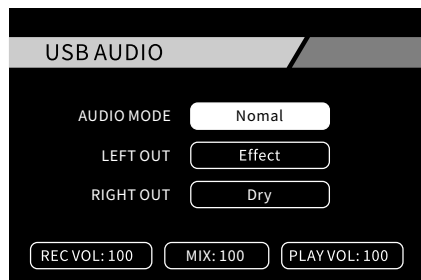 USB AUDIO
AUDIO MODE Nomal
LEFT OUT Effect
RIGHT OUT Dry
REC VOL: 100 MIX: 100 PLAY VOL: 100